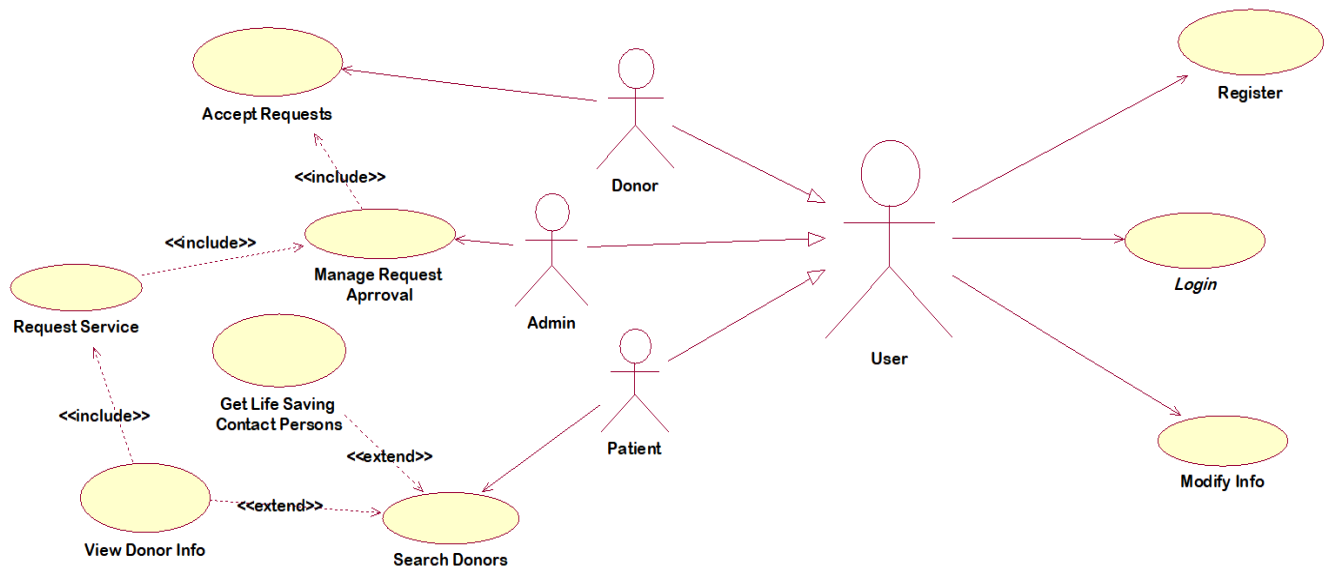 Accept Requests
Register
<<include>>
Donor
<<include>>
Manage Request
Aprroval
Login
Request Service
Admin
User
Get Life Saving
Contact Persons
<<include>>
Patient
<<extend>>
Modify Info
<<extend>>
View Donor Info
Search Donors